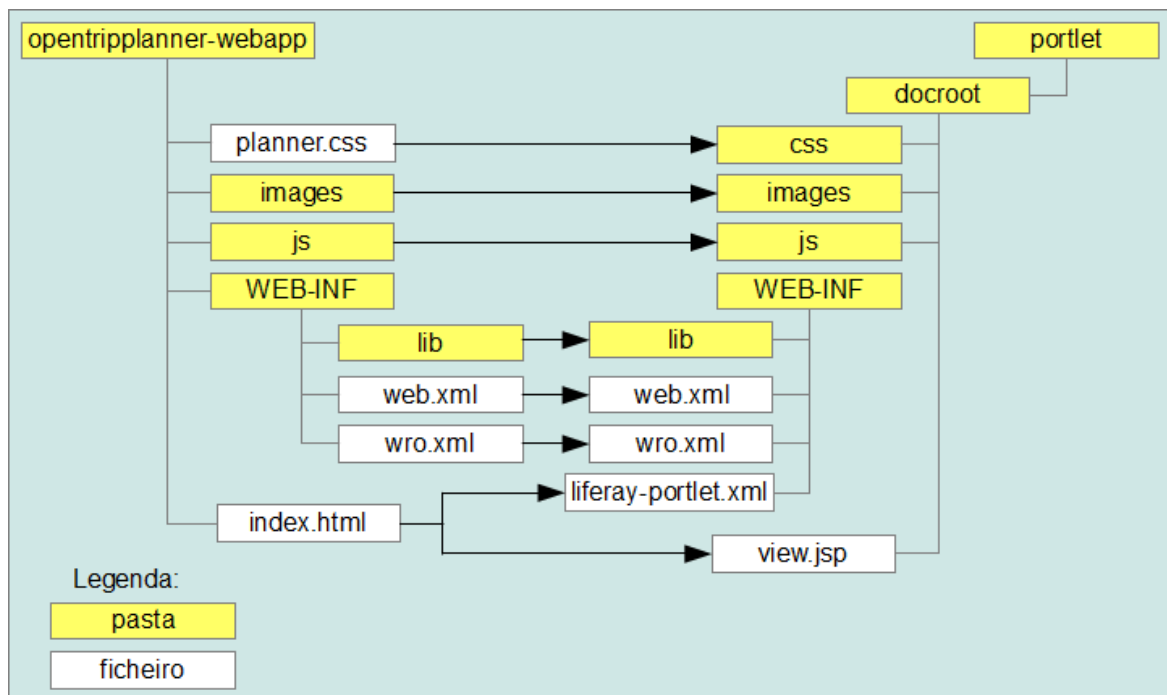 opentripplanner-webapp
portlet
docroot
planner.css
css
images
images
js
js
WEB-INF
WEB-INF
lib
lib
web.xml
web.xml
wro.xml
wro.xml
liferay-portlet.xml
index.html
view.jsp
Legenda:
pasta
ficheiro